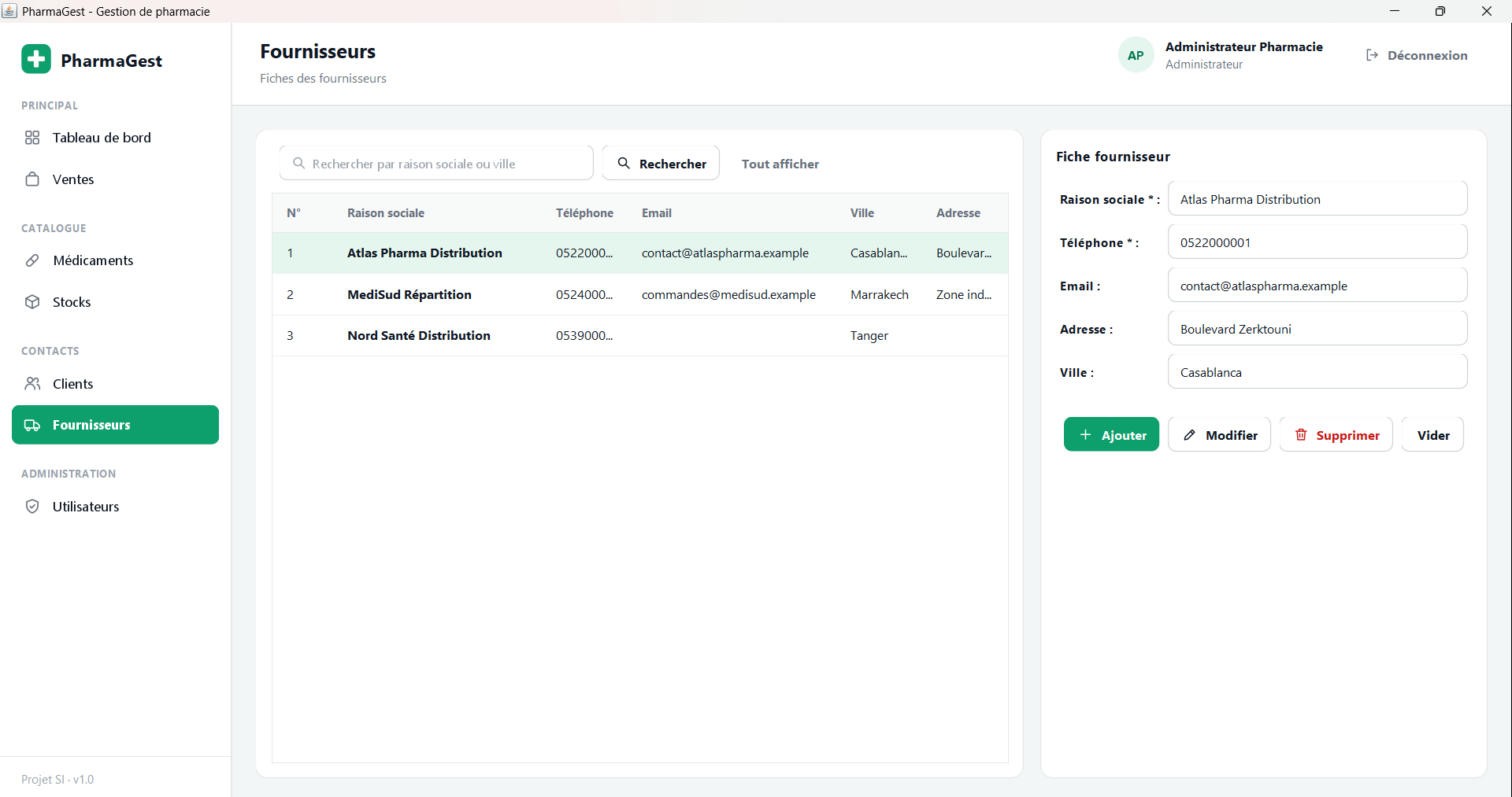 PharmaGest - Gestion de pharmacie
PharmaGest
PRINCIPAL
Tableau de bord
Ventes
CATALOGUE
Médicaments
Stocks
CONTACTS
Clients
Fournisseurs
ADMINISTRATION
Utilisateurs
Projet SI - v1.0
Fournisseurs
Fiches des fournisseurs
AP
Administrateur Pharmacie
Administrateur
Déconnexion
Rechercher par raison sociale ou ville
Rechercher
Tout afficher
N° Raison sociale Téléphone Email Ville Adresse
1 Atlas Pharma Distribution 0522000... contact@atlaspharma.example Casablan... Boulevar...
2 MediSud Répartition 0524000... commandes@medisud.example Marrakech Zone ind...
3 Nord Santé Distribution 0539000... Tanger
Fiche fournisseur
Raison sociale * : Atlas Pharma Distribution
Téléphone * : 0522000001
Email : contact@atlaspharma.example
Adresse : Boulevard Zerktouni
Ville : Casablanca
Ajouter Modifier Supprimer Vider